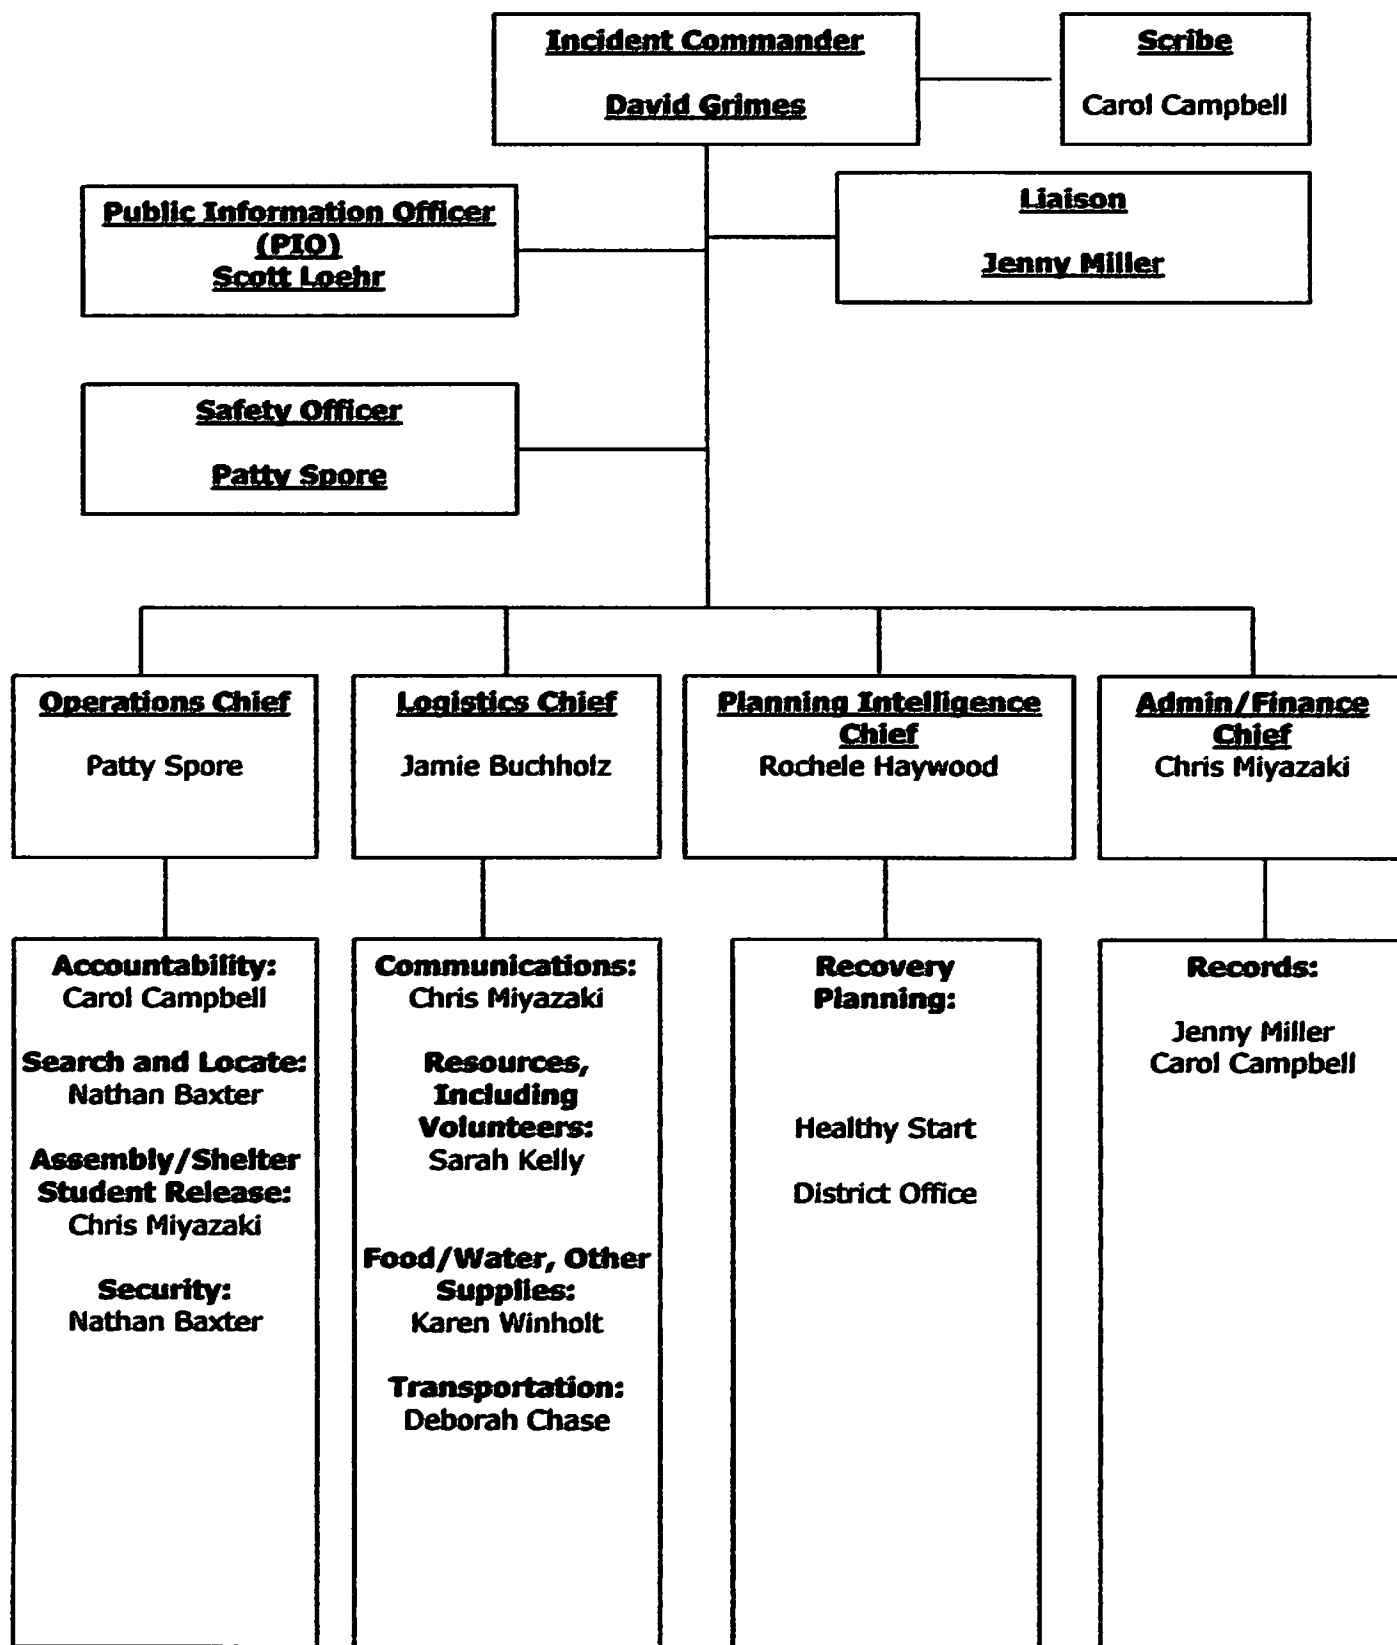 Incident Commander
David Grimes
Scribe
Carol Campbell
Public Information Officer
(PIO)
Scott Loehr
Liaison
Jenny Miller
Safety Officer
Patty Spore
Operations Chief
Patty Spore
Logistics Chief
Jamie Buchholz
Planning Intelligence
Chief
Rochele Haywood
Admin/Finance
Chief
Chris Miyazaki
Accountability:
Carol Campbell
Search and Locate:
Nathan Baxter
Assembly/Shelter
Student Release:
Chris Miyazaki
Security:
Nathan Baxter
Communications:
Chris Miyazaki
Resources,
Including
Volunteers:
Sarah Kelly
Food/Water, Other
Supplies:
Karen Winholt
Transportation:
Deborah Chase
Recovery
Planning:
Healthy Start
District Office
Records:
Jenny Miller
Carol Campbell